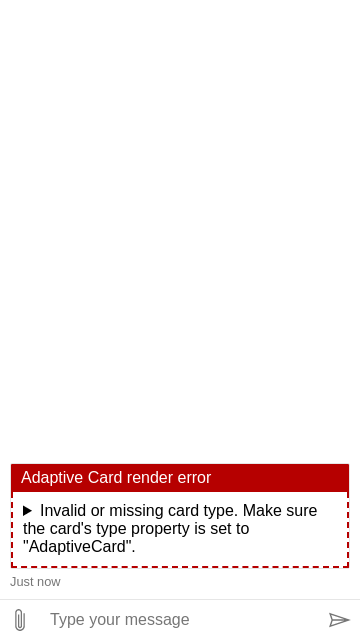 Adaptive Card render error
Invalid or missing card type. Make sure
the card's type property is set to
"AdaptiveCard".
Just now
Type your message